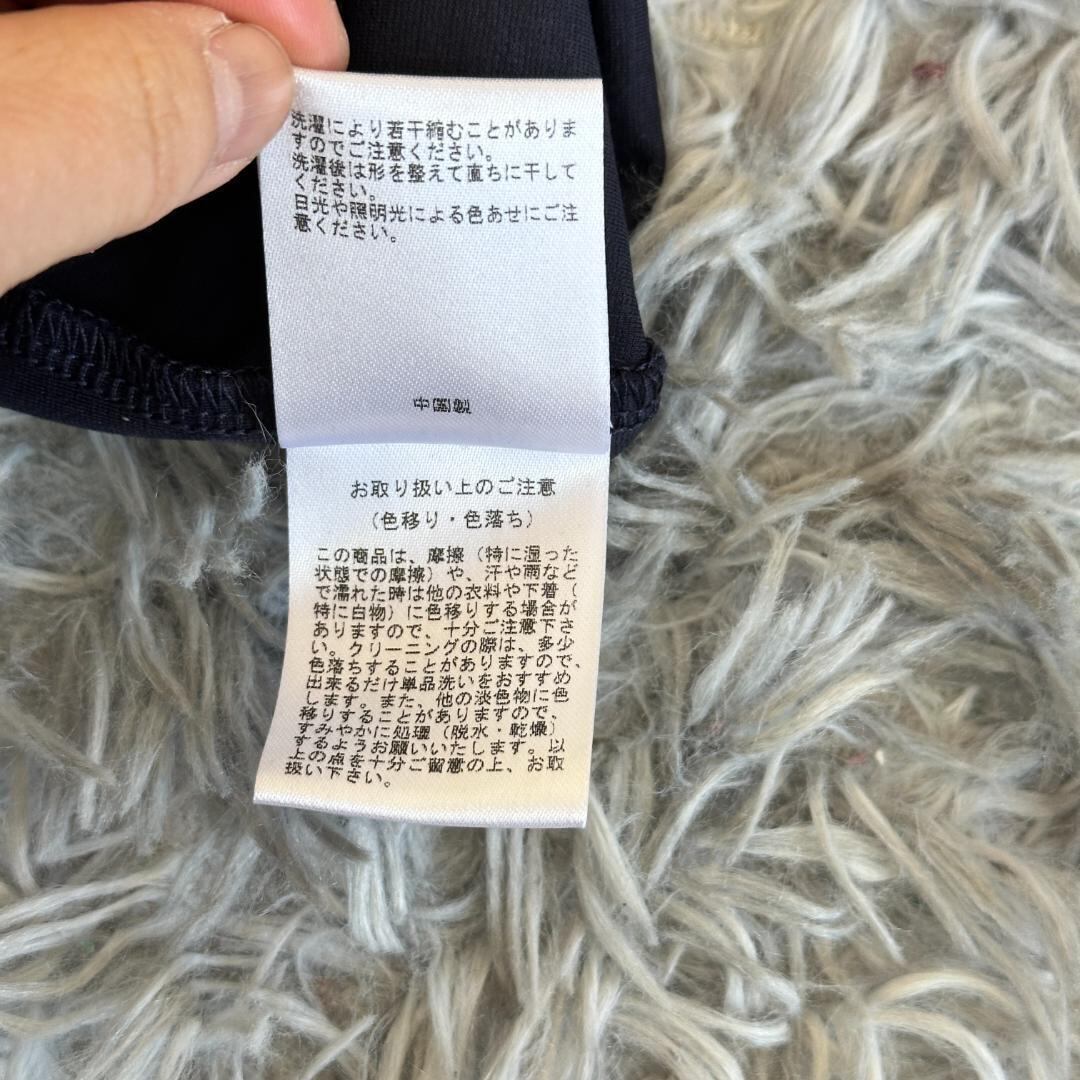 洗濯により若干縮むことがありま
すのでご注意ください。
洗濯後は形を整えて直ちに干して
ください。
日光や照明光による色あせにご注
意ください。
中国製
お取り扱い上のご注意
（色移り・色落ち）
この商品は、摩擦（特に湿った
状態での摩擦）や、汗や雨など
で濡れた時は他の衣料や下着（
特に白物）に色移りする場合が
ありますので、十分ご注意下さ
い。クリーニングの際は、多少
色落ちすることがありますので、
出来るだけ単品洗いをおすすめ
します。また、他の淡色物に色
移りすることがありますので、
すみやかに処理（脱水・乾燥）
するようお願いいたします。以
上の点を十分ご留意の上、お取
扱い下さい。